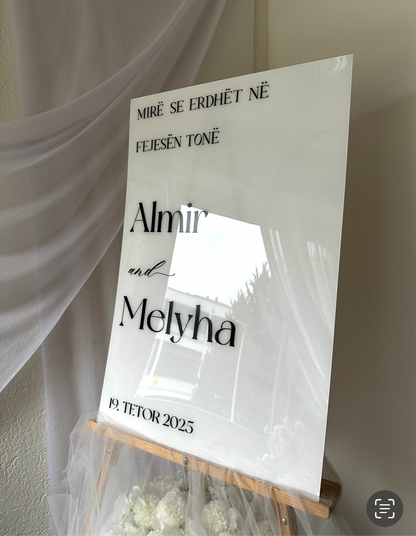 MIRË SE ERDHËT NË
FEJESËN TONË
Almir
and
Melyha
19. TETOR 2025